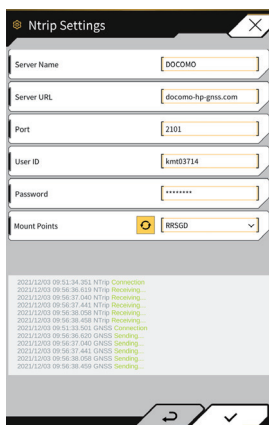 Ntrip Settings
Server Name
DOCOMO
Server URL
docomo-hp-gnss.com
Port
2101
User ID
kmt03714
Password
********
Mount Points
RRSGD
2021/12/03 09:51:34.351 NTrip Connection
2021/12/03 09:56:36.619 NTrip Receiving...
2021/12/03 09:56:37.040 NTrip Receiving...
2021/12/03 09:56:37.441 NTrip Receiving...
2021/12/03 09:56:38.058 NTrip Receiving...
2021/12/03 09:56:38.458 NTrip Receiving...
2021/12/03 09:51:33.501 GNSS Connection
2021/12/03 09:56:36.620 GNSS Sending...
2021/12/03 09:56:37.040 GNSS Sending...
2021/12/03 09:56:37.441 GNSS Sending...
2021/12/03 09:56:38.058 GNSS Sending...
2021/12/03 09:56:38.459 GNSS Sending...